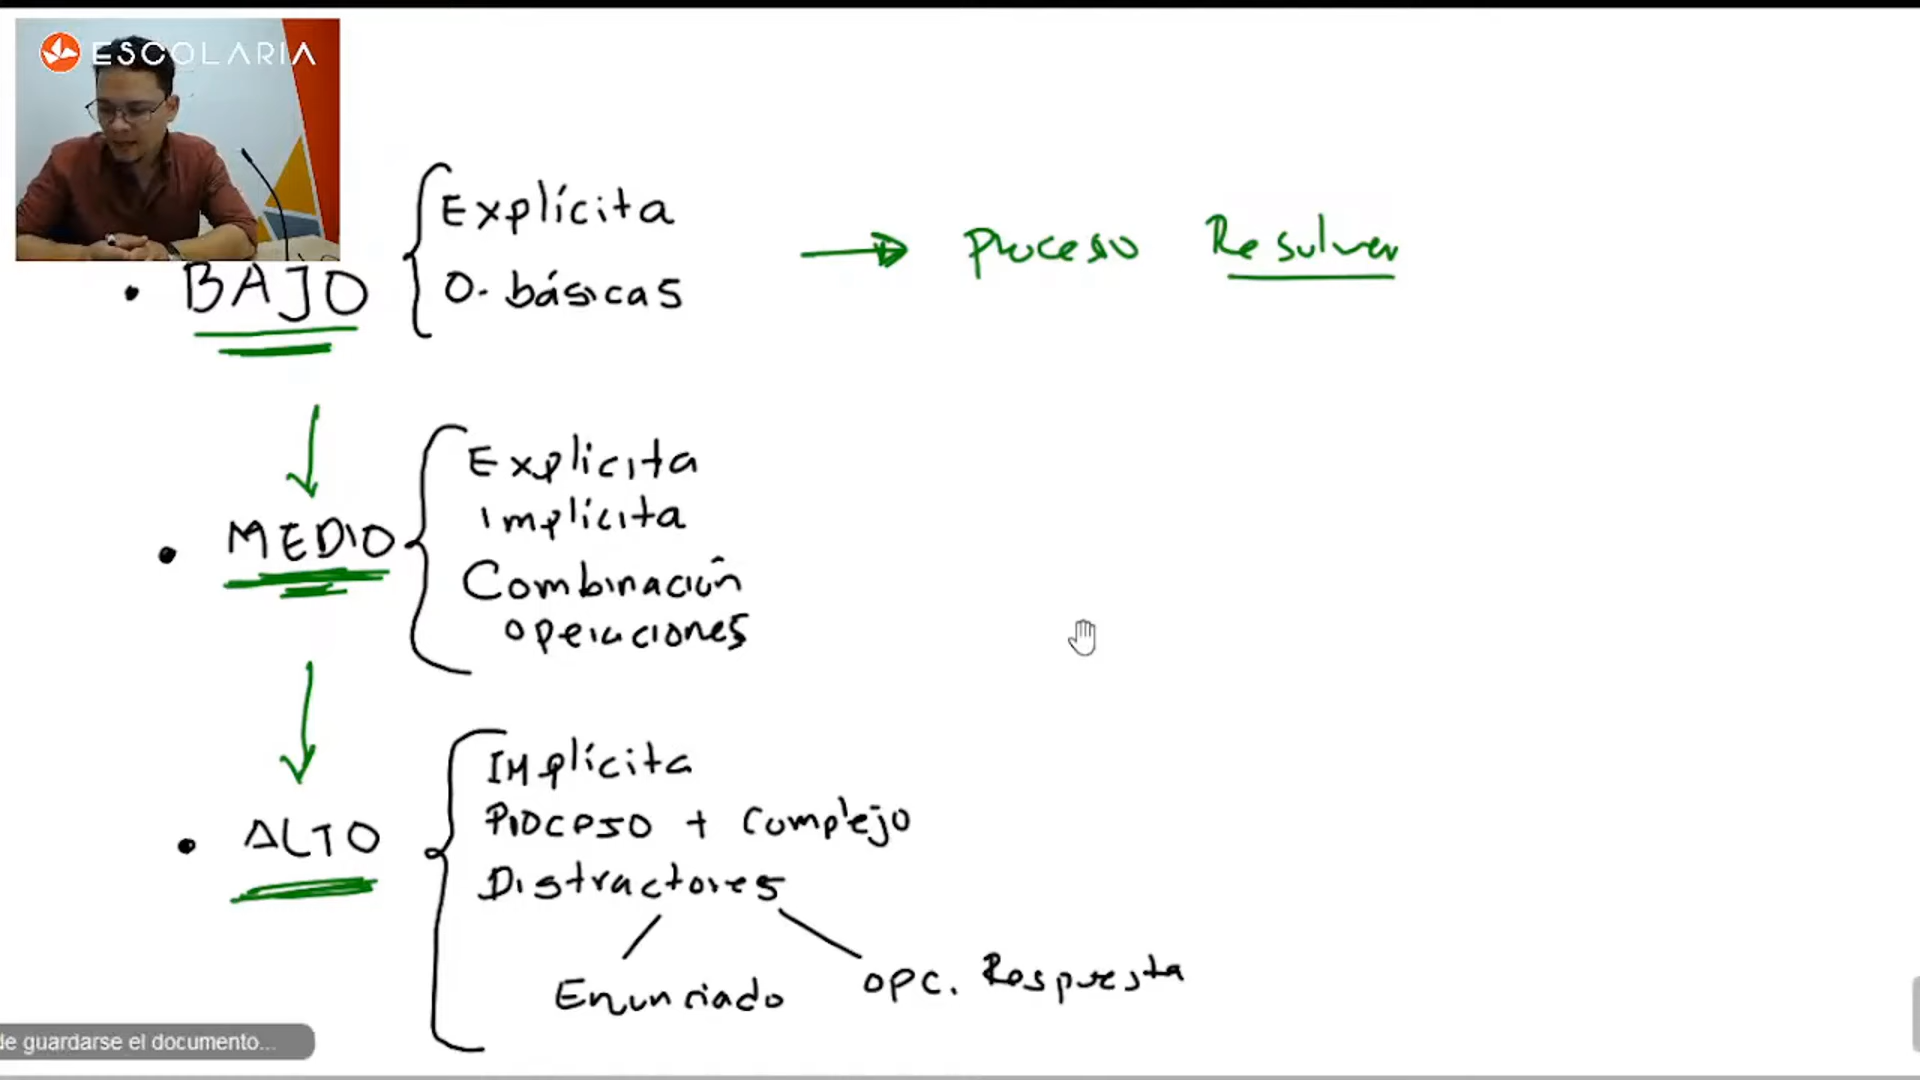 ESCOLARIA
Explícita
Proceso Resolver
• BAJO
O. básicas
Explicita
Implícita
• MEDIO
Combinación
operaciones
Implícita
• ALTO
Proceso + Complejo
Distractores
Enunciado
opc. Respuesta
de guardarse el documento...